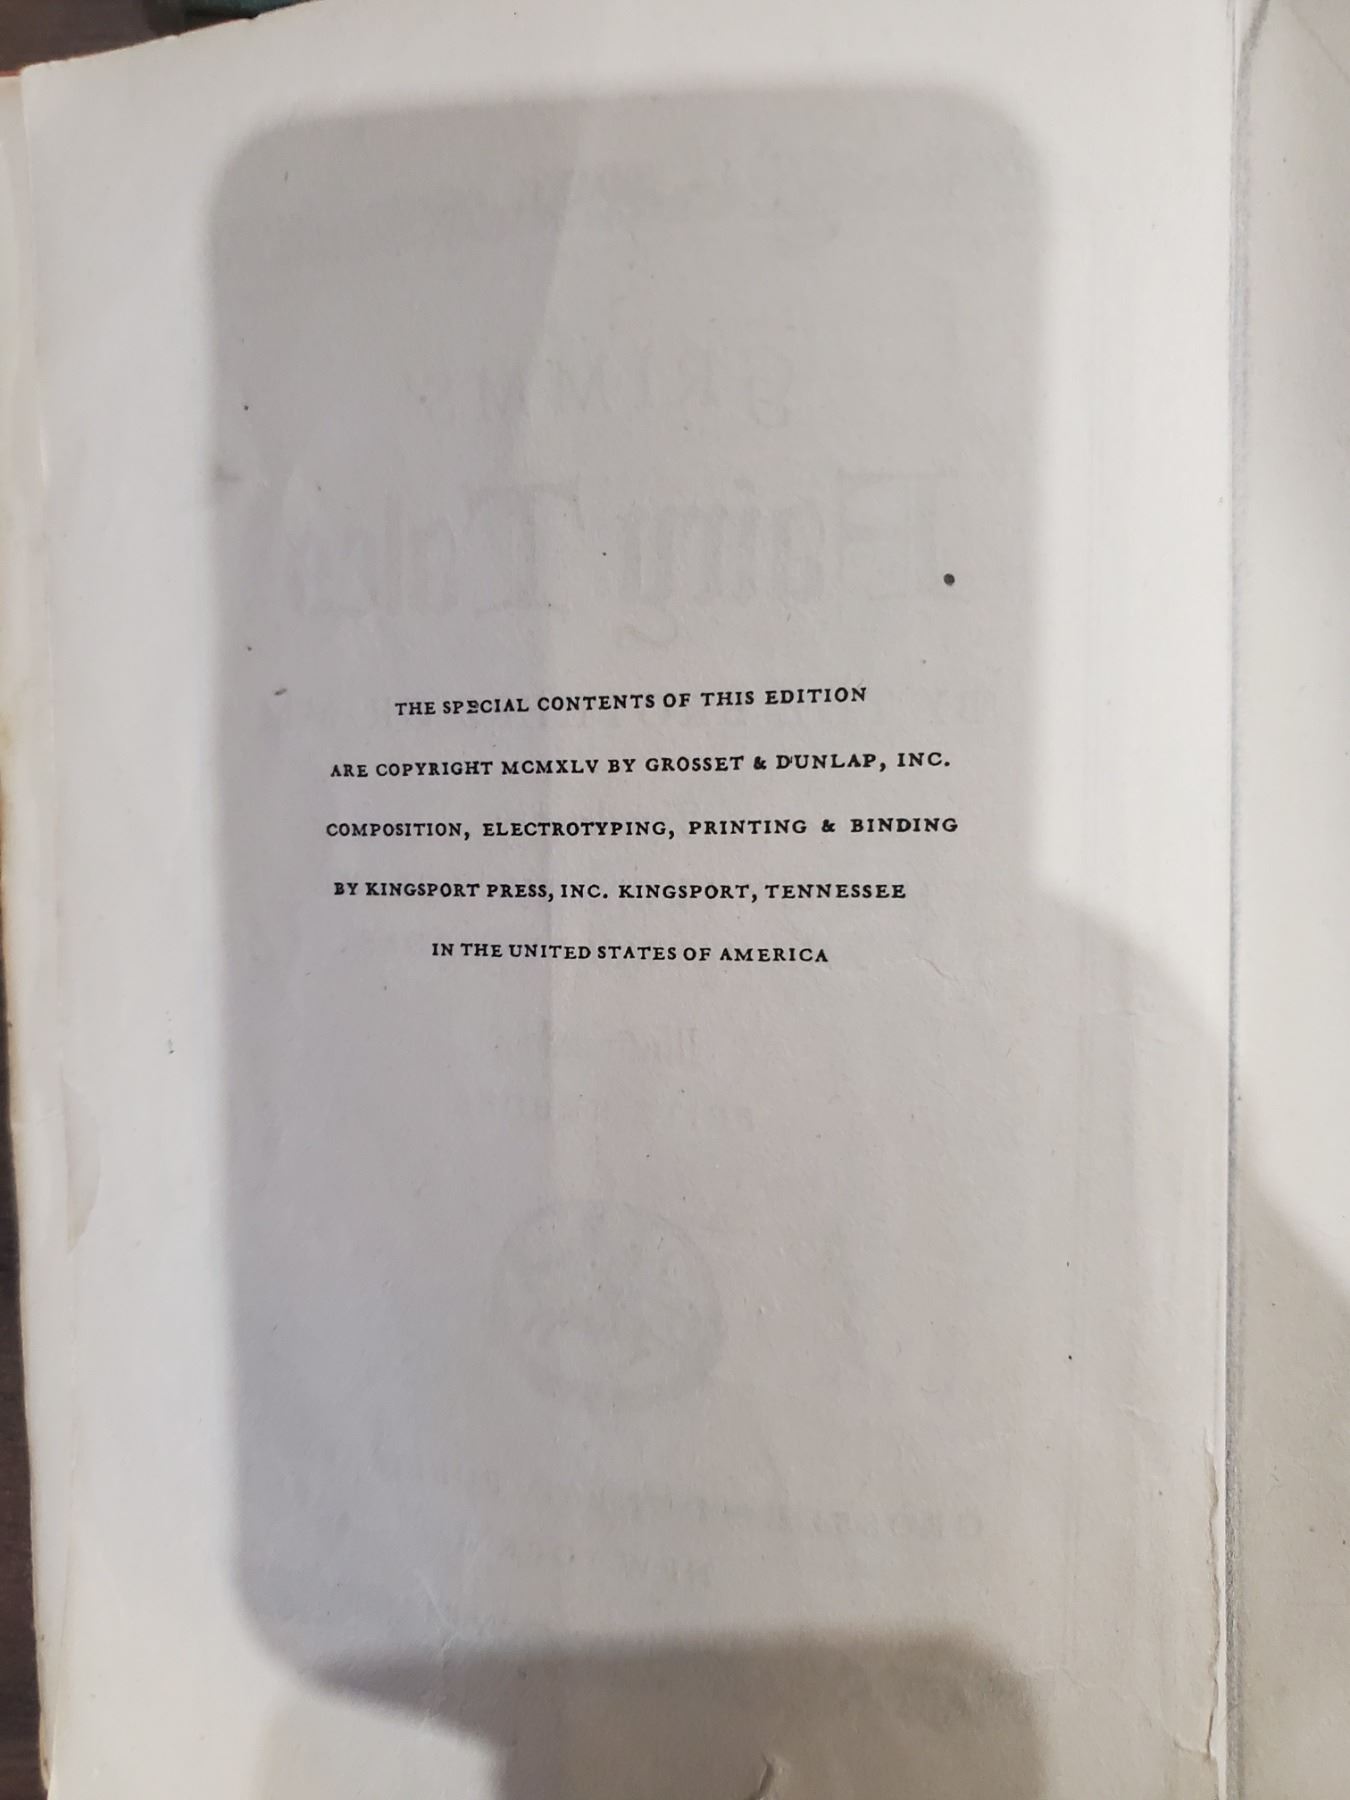 THE SPECIAL CONTENTS OF THIS EDITION
ARE COPYRIGHT MCMXLV BY GROSSET & DUNLAP, INC.
COMPOSITION, ELECTROTYPING, PRINTING & BINDING
BY KINGSPORT PRESS, INC. KINGSPORT, TENNESSEE
IN THE UNITED STATES OF AMERICA